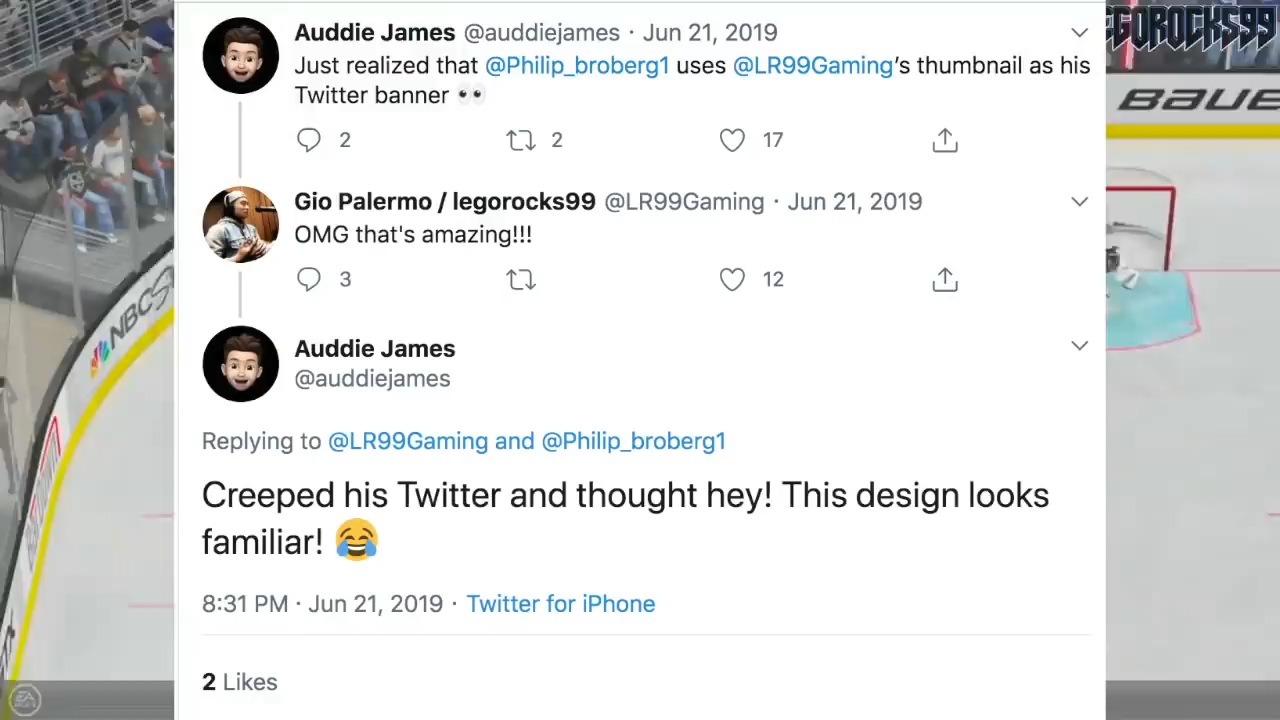 Auddie James @auddiejames · Jun 21, 2019
Just realized that @Philip_broberg1 uses @LR99Gaming's thumbnail as his
Twitter banner 👀
2 2 17
Gio Palermo / legorocks99 @LR99Gaming · Jun 21, 2019
OMG that's amazing!!!
3 12
Auddie James
@auddiejames
Replying to @LR99Gaming and @Philip_broberg1
Creeped his Twitter and thought hey! This design looks
familiar! 😂
8:31 PM · Jun 21, 2019 · Twitter for iPhone
2 Likes
EGOROCKS99
BAUE
NBCS
EA